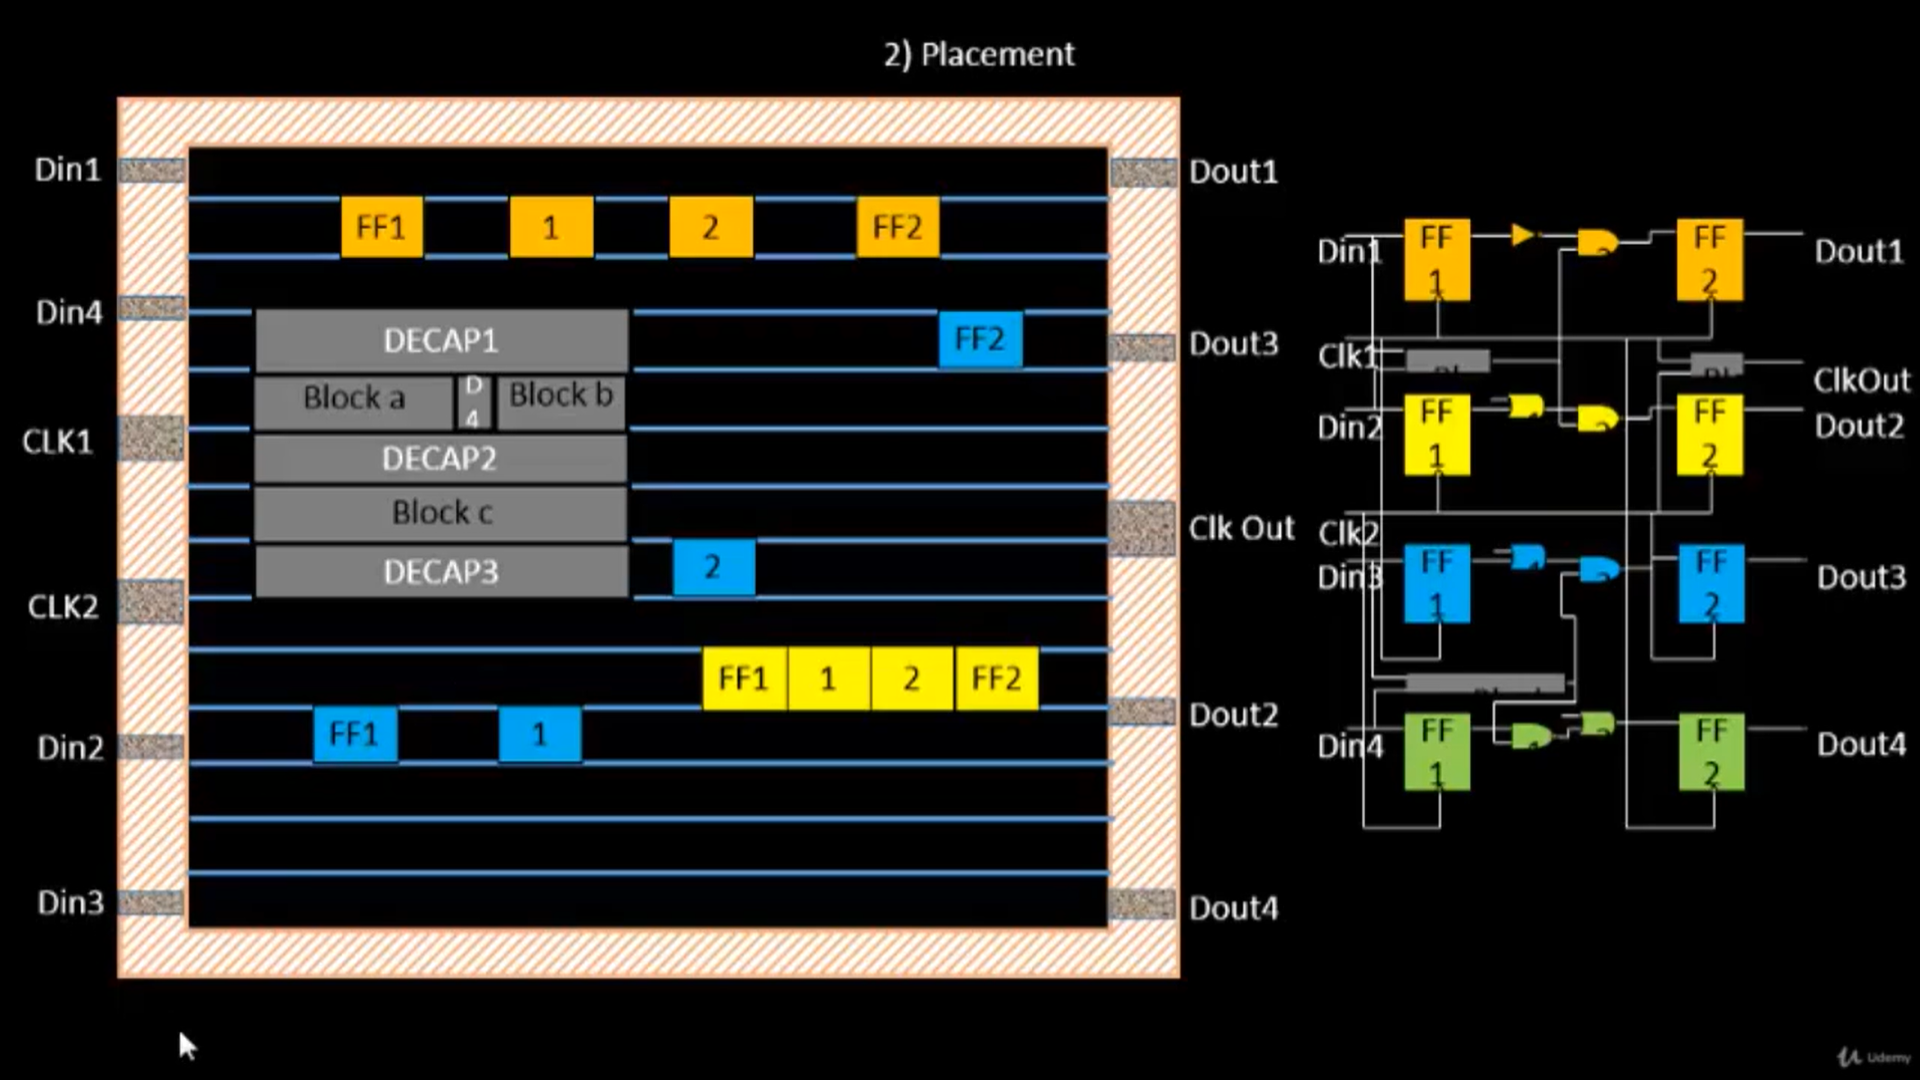 2) Placement
Din1
Dout1
FF1 1 2 FF2
Din4
DECAP1
FF2
Dout3
Block a
D
4
Block b
CLK1
DECAP2
Block c
Clk Out
DECAP3
2
CLK2
FF1 1 2 FF2
Dout2
Din2
FF1 1
Din3
Dout4
Din1
FF
1
FF
2
Dout1
Clk1
ClkOut
Din2
FF
1
FF
2
Dout2
Clk2
Din3
FF
1
FF
2
Dout3
Din4
FF
1
FF
2
Dout4
Udemy